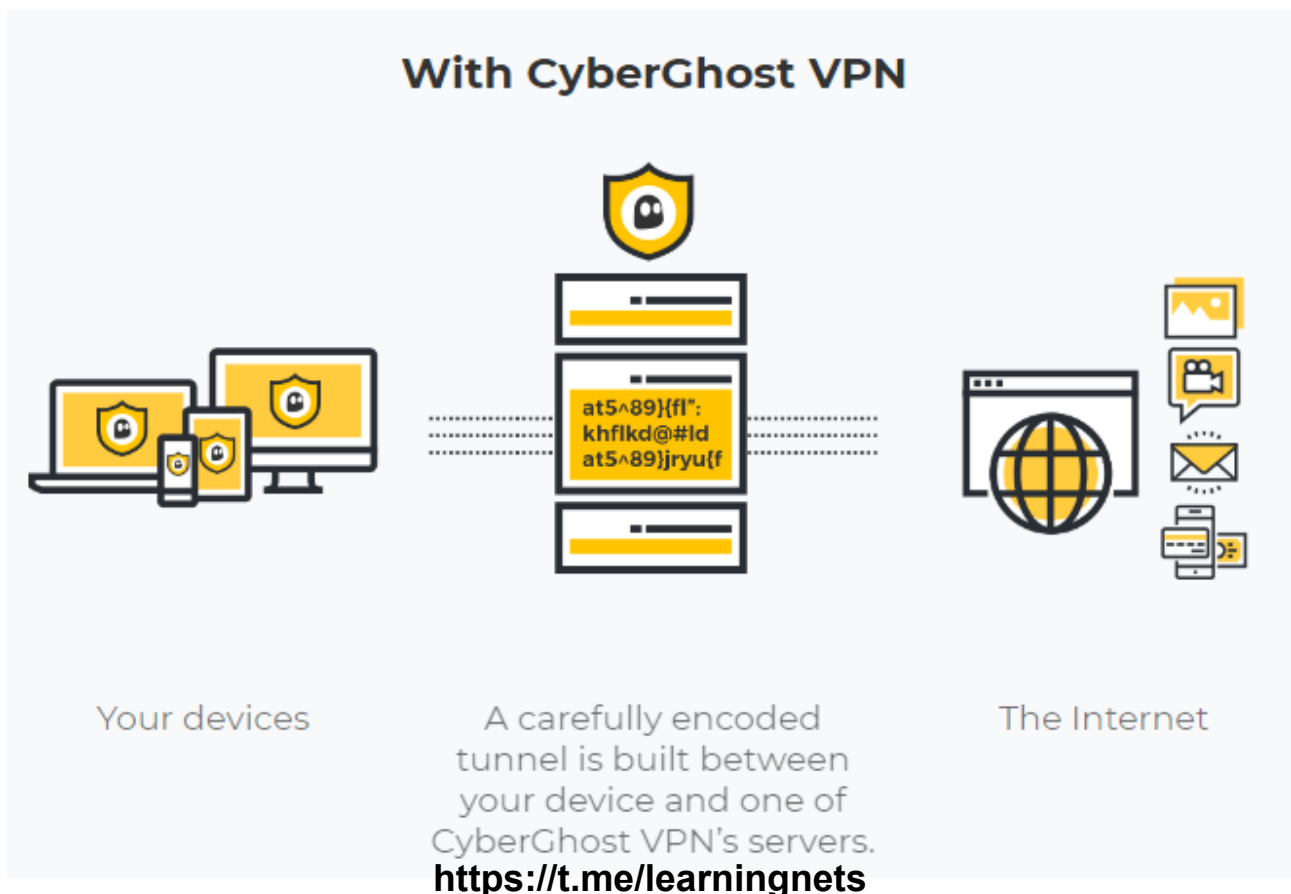 With CyberGhost VPN
at5^89}{fl":
khflkd@#ld
at5^89}jryu{f
Your devices
A carefully encoded
tunnel is built between
your device and one of
CyberGhost VPN's servers.
The Internet
https://t.me/learningnets